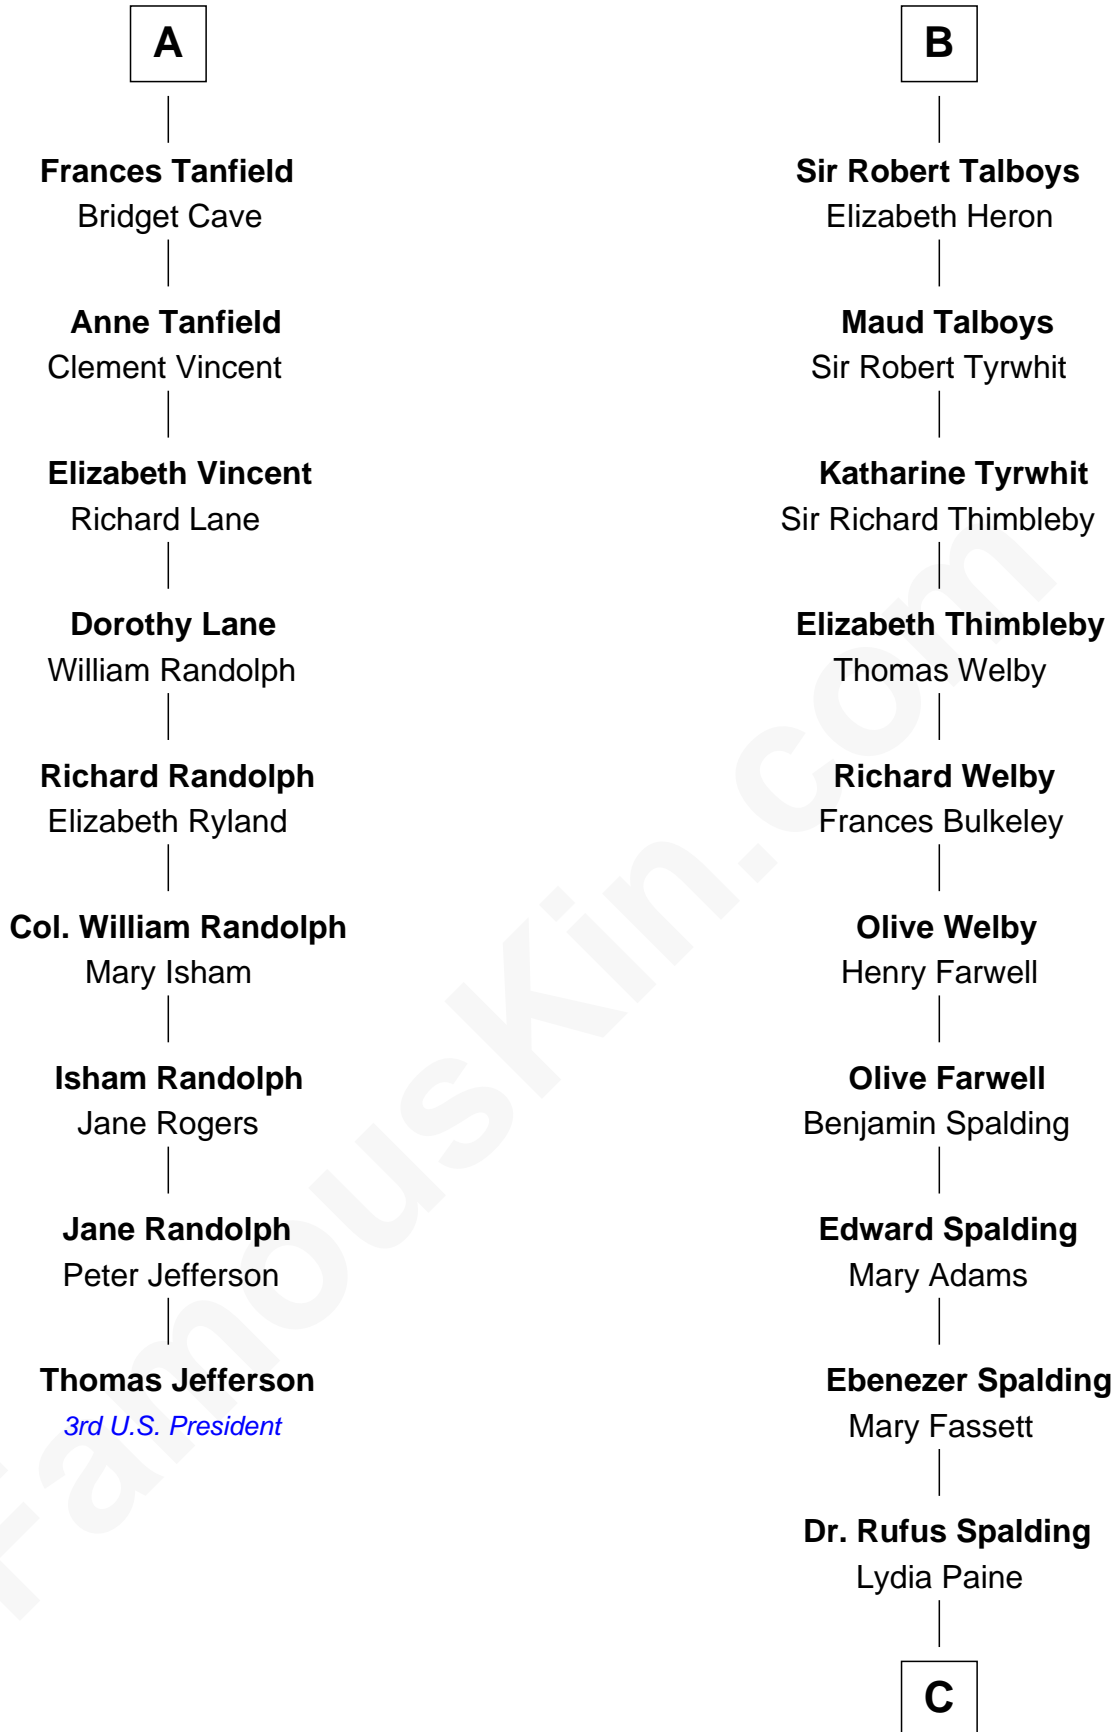 A
Frances Tanfield
Bridget Cave
Anne Tanfield
Clement Vincent
Elizabeth Vincent
Richard Lane
Dorothy Lane
William Randolph
Richard Randolph
Elizabeth Ryland
Col. William Randolph
Mary Isham
Isham Randolph
Jane Rogers
Jane Randolph
Peter Jefferson
Thomas Jefferson
3rd U.S. President
B
Sir Robert Talboys
Elizabeth Heron
Maud Talboys
Sir Robert Tyrwhit
Katharine Tyrwhit
Sir Richard Thimbleby
Elizabeth Thimbleby
Thomas Welby
Richard Welby
Frances Bulkeley
Olive Welby
Henry Farwell
Olive Farwell
Benjamin Spalding
Edward Spalding
Mary Adams
Ebenezer Spalding
Mary Fassett
Dr. Rufus Spalding
Lydia Paine
C
FamousKin.com